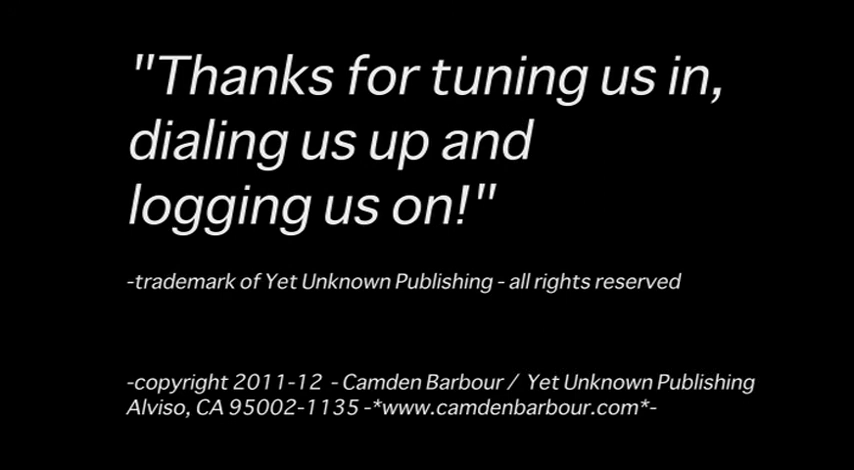 "Thanks for tuning us in,
dialing us up and
logging us on!"
-trademark of Yet Unknown Publishing - all rights reserved
-copyright 2011-12 - Camden Barbour / Yet Unknown Publishing
Alviso, CA 95002-1135 -*www.camdenbarbour.com*-